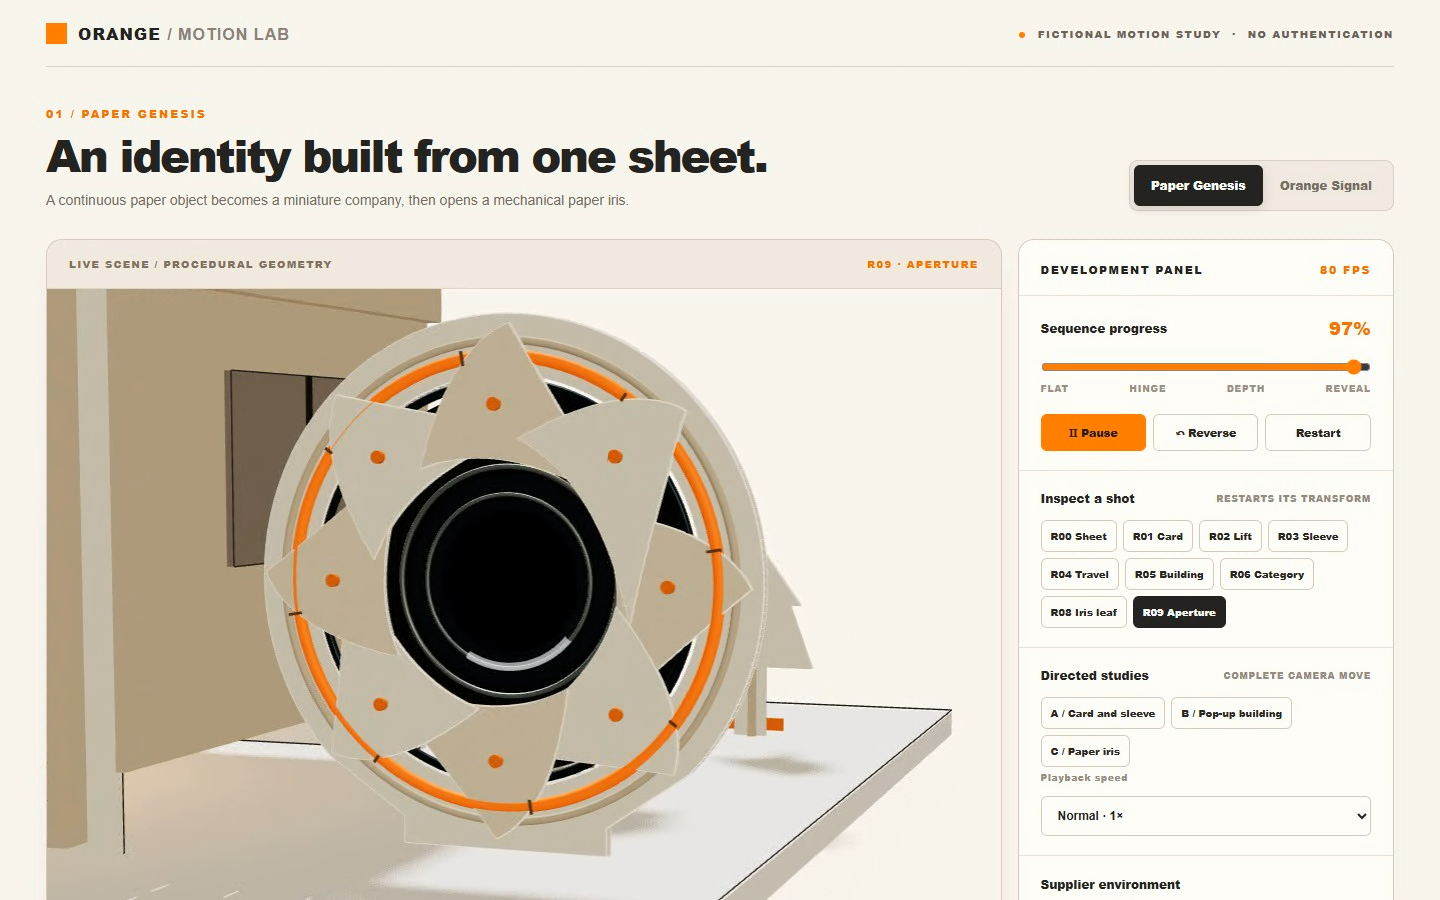 ORANGE / MOTION LAB
FICTIONAL MOTION STUDY · NO AUTHENTICATION
01 / PAPER GENESIS
An identity built from one sheet.
A continuous paper object becomes a miniature company, then opens a mechanical paper iris.
Paper Genesis
Orange Signal
LIVE SCENE / PROCEDURAL GEOMETRY
R09 · APERTURE
DEVELOPMENT PANEL
80 FPS
Sequence progress
97%
FLAT
HINGE
DEPTH
REVEAL
Pause
Reverse
Restart
Inspect a shot
RESTARTS ITS TRANSFORM
R00 Sheet
R01 Card
R02 Lift
R03 Sleeve
R04 Travel
R05 Building
R06 Category
R08 Iris leaf
R09 Aperture
Directed studies
COMPLETE CAMERA MOVE
A / Card and sleeve
B / Pop-up building
C / Paper iris
Playback speed
Normal · 1×
Supplier environment